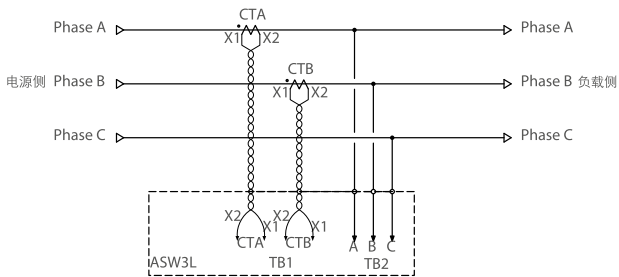 CTA
Phase A
X1
X2
Phase A
CTB
电源侧 Phase B
X1
X2
Phase B 负载侧
Phase C
Phase C
X2
X1
X2
X1
CTA
CTB
A
B
C
ASW3L
TB1
TB2